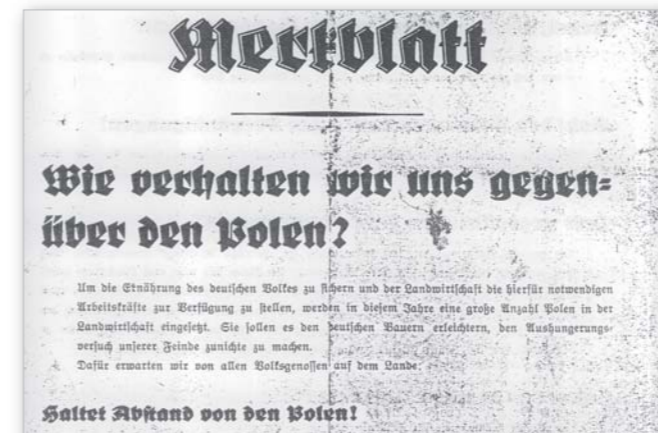 Merkblatt
Wie verhalten wir uns gegen=
über den Polen?
Um die Ernährung des deutschen Volkes zu sichern und der Landwirtschaft die hierfür notwendigen
Arbeitskräfte zur Verfügung zu stellen, werden in diesem Jahre eine große Anzahl Polen in der
Landwirtschaft eingesetzt. Sie sollen es den deutschen Bauern erleichtern, den Aushungerungs=
versuch unserer Feinde zunichte zu machen.
Dafür erwarten wir von allen Volksgenossen auf dem Lande:
Haltet Abstand von den Polen!